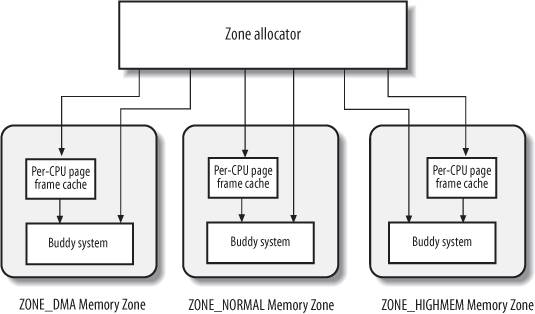 Zone allocator
Per-CPU page
frame cache
Buddy system
ZONE_DMA Memory Zone
Per-CPU page
frame cache
Buddy system
ZONE_NORMAL Memory Zone
Per-CPU page
frame cache
Buddy system
ZONE_HIGHMEM Memory Zone